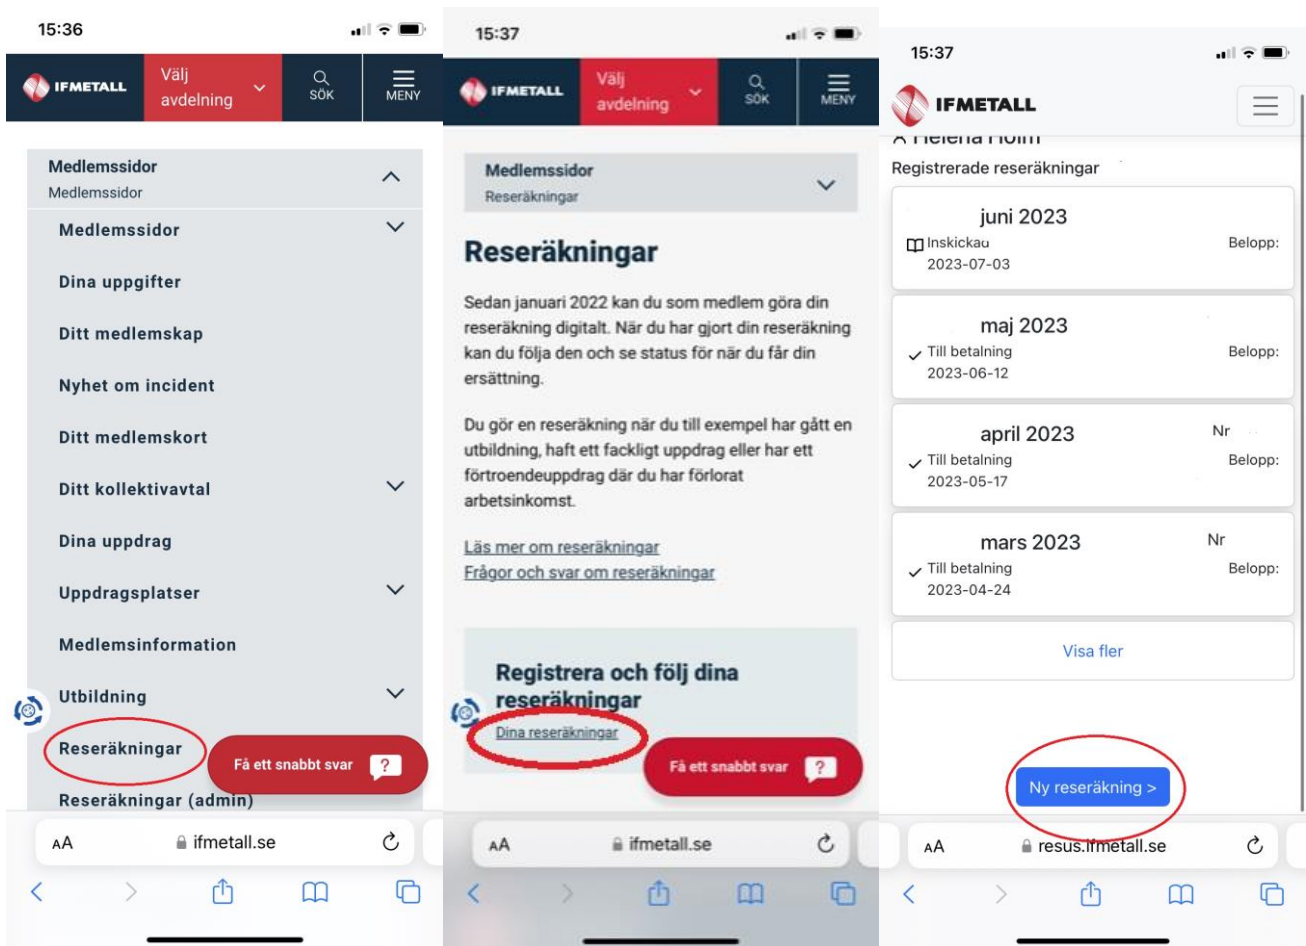 15:36
IFMETALL
Välj
avdelning
SÖK
MENY
Medlemssidor
Medlemssidor
Medlemssidor
Dina uppgifter
Ditt medlemskap
Nyhet om incident
Ditt medlemskort
Ditt kollektivavtal
Dina uppdrag
Uppdragsplatser
Medlemsinformation
Utbildning
Reseräkningar
Få ett snabbt svar
?
Reseräkningar (admin)
AA
ifmetall.se
15:37
IFMETALL
Välj
avdelning
SÖK
MENY
Medlemssidor
Reseräkningar
Reseräkningar
Sedan januari 2022 kan du som medlem göra din
reseräkning digitalt. När du har gjort din reseräkning
kan du följa den och se status för när du får din
ersättning.
Du gör en reseräkning när du till exempel har gått en
utbildning, haft ett fackligt uppdrag eller har ett
förtroendeuppdrag där du har förlorat
arbetsinkomst.
Läs mer om reseräkningar
Frågor och svar om reseräkningar
Registrera och följ dina
reseräkningar
Dina reseräkningar
Få ett snabbt svar
?
AA
ifmetall.se
15:37
IFMETALL
Helena Holm
Registrerade reseräkningar
juni 2023
Inskickad
Belopp:
2023-07-03
maj 2023
Till betalning
Belopp:
2023-06-12
april 2023
Nr
Till betalning
Belopp:
2023-05-17
mars 2023
Nr
Till betalning
Belopp:
2023-04-24
Visa fler
Ny reseräkning >
AA
resus.ifmetall.se